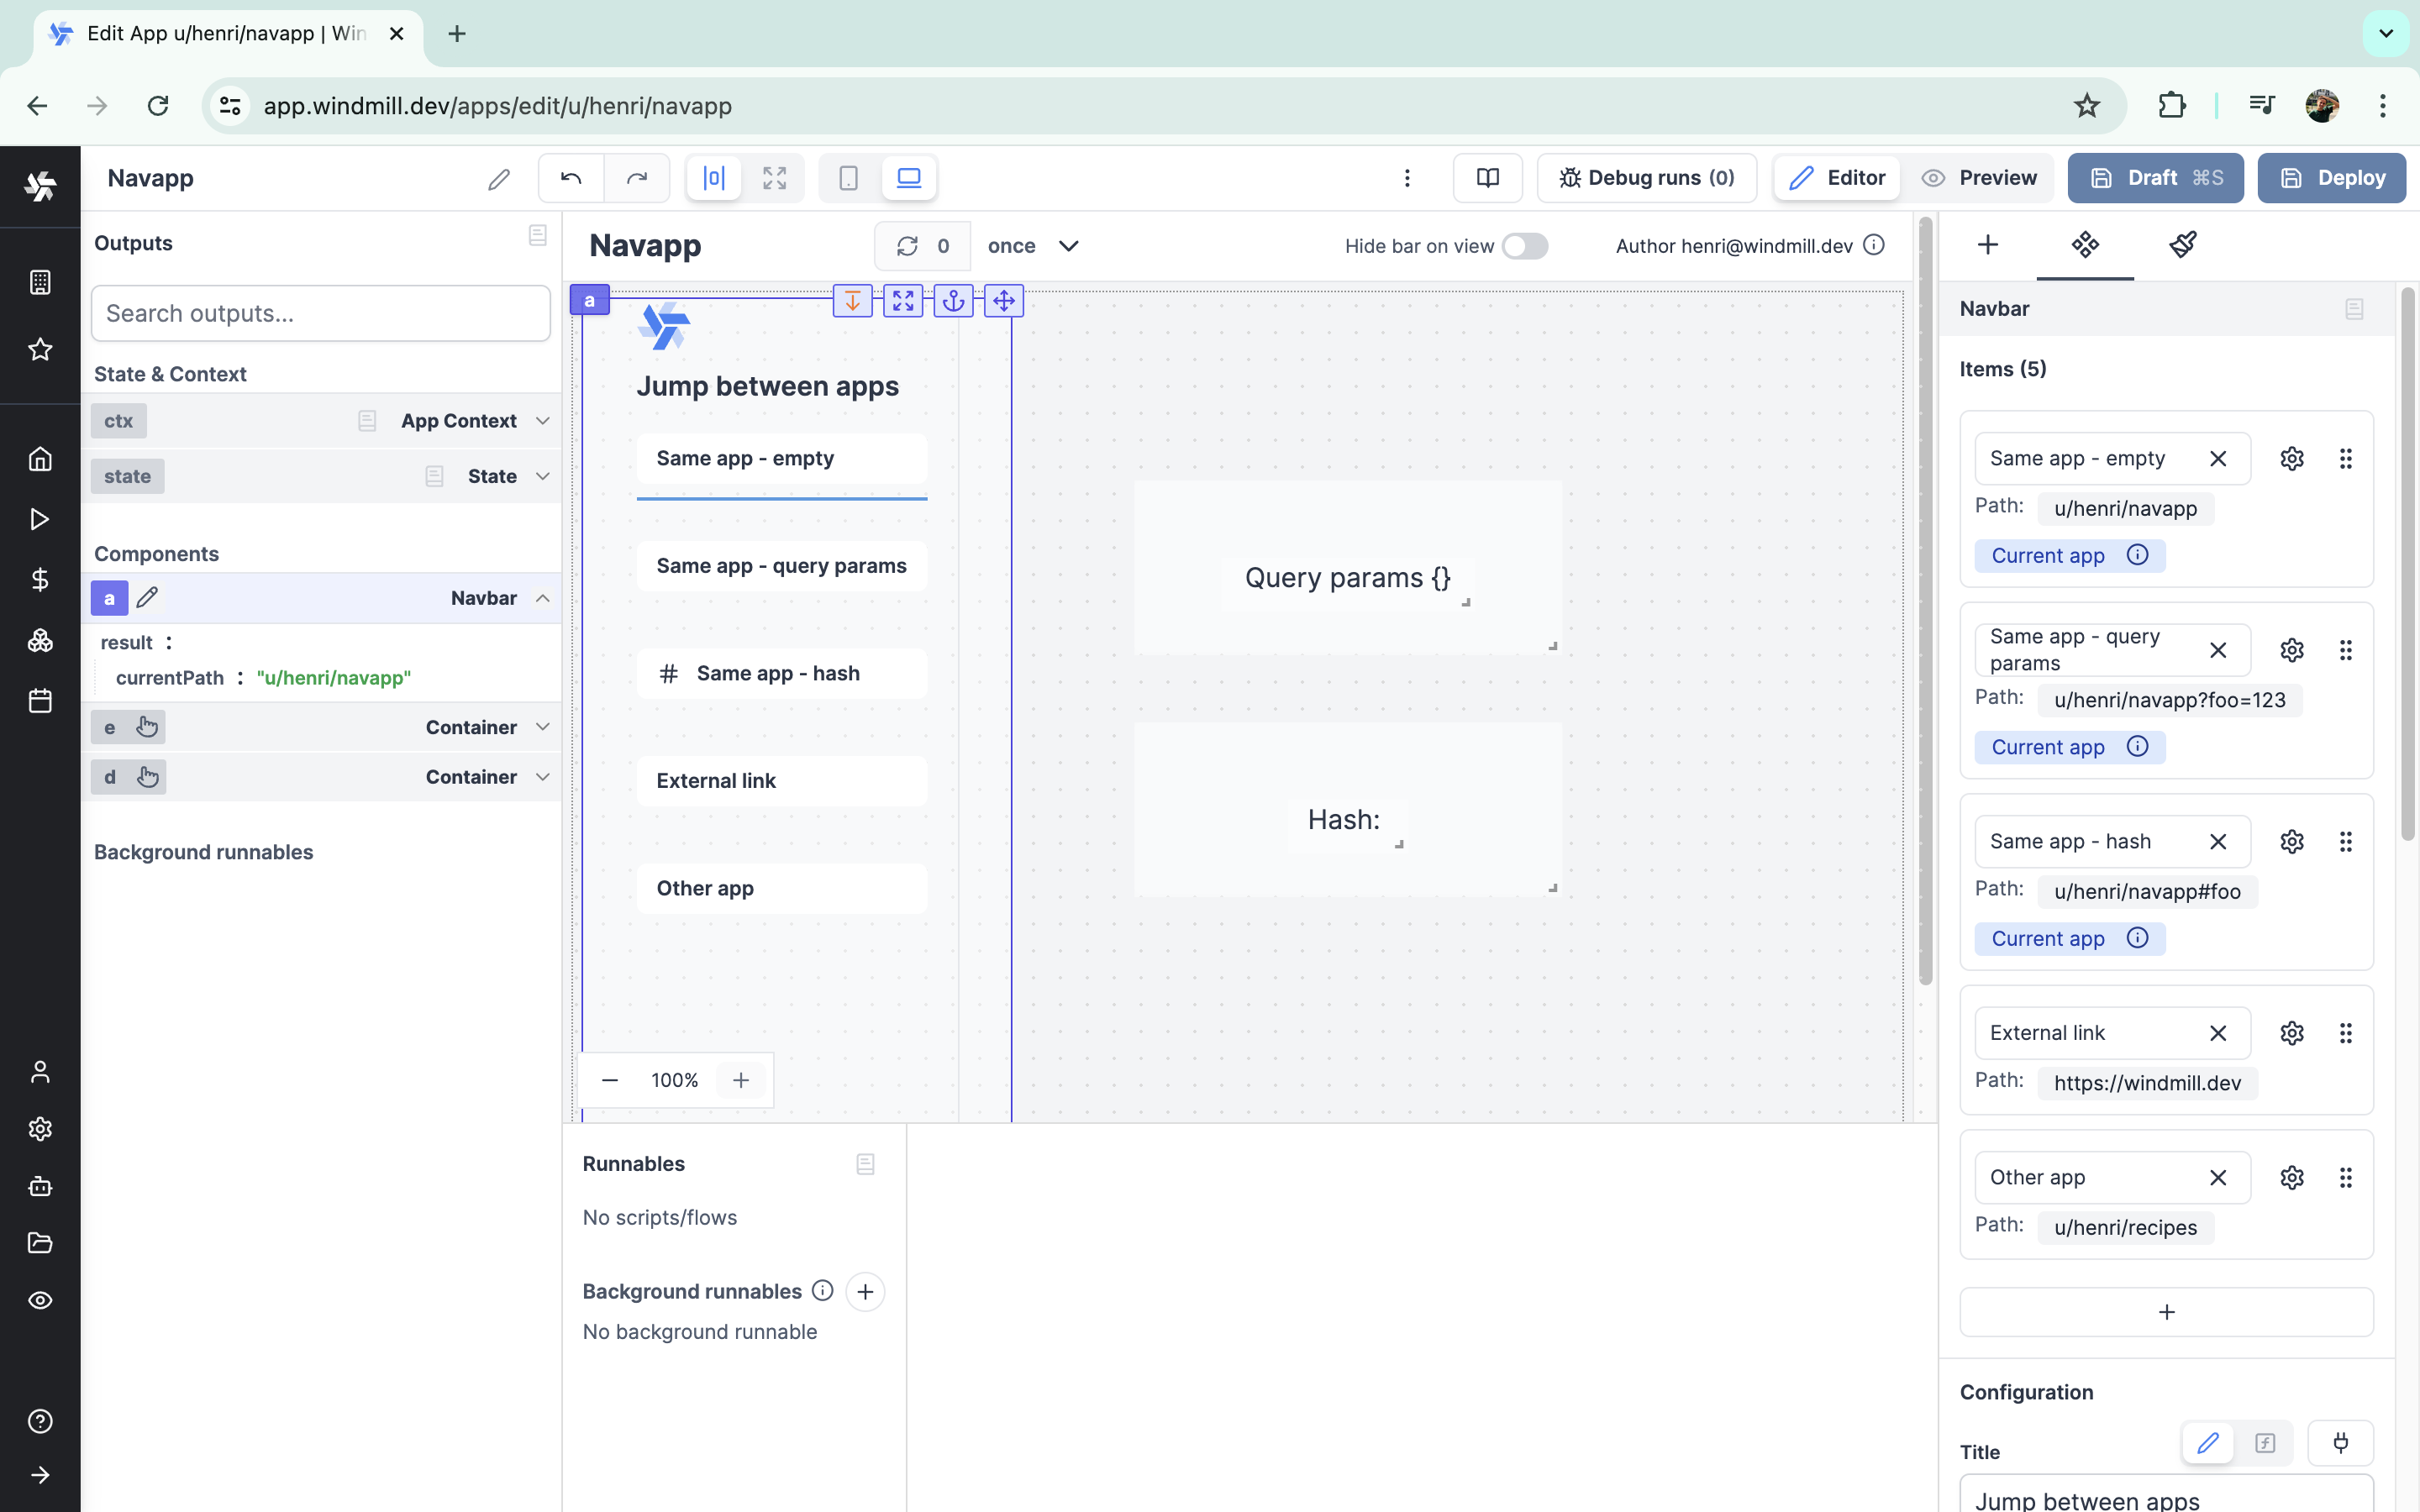 Edit App u/henri/navapp | Win
app.windmill.dev/apps/edit/u/henri/navapp
Navapp
Debug runs (0)
Editor
Preview
Draft ⌘S
Deploy
Outputs
Search outputs...
State & Context
ctx
App Context
state
State
Components
a
Navbar
result :
currentPath : "u/henri/navapp"
e
Container
d
Container
Background runnables
Navapp
0
once
Hide bar on view
Author henri@windmill.dev
a
Jump between apps
Same app - empty
Same app - query params
# Same app - hash
External link
Other app
Query params {}
Hash:
100%
Runnables
No scripts/flows
Background runnables
No background runnable
Navbar
Items (5)
Same app - empty
Path: u/henri/navapp
Current app
Same app - query
params
Path: u/henri/navapp?foo=123
Current app
Same app - hash
Path: u/henri/navapp#foo
Current app
External link
Path: https://windmill.dev
Other app
Path: u/henri/recipes
Configuration
Title
Jump between apps